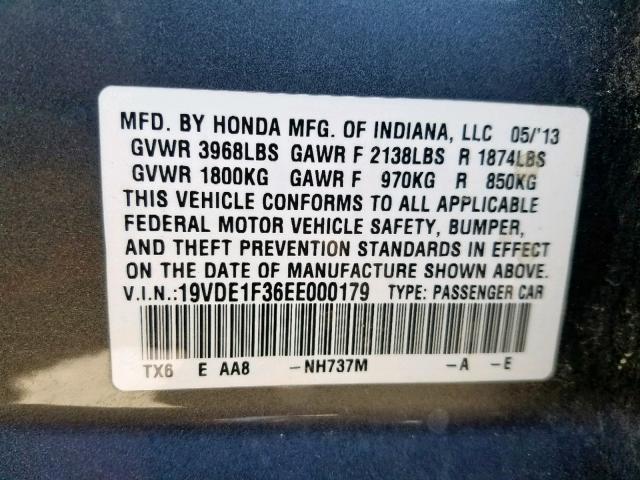 MFD. BY HONDA MFG. OF INDIANA, LLC 05/'13
GVWR 3968LBS GAWR F 2138LBS R 1874LBS
GVWR 1800KG GAWR F 970KG R 850KG
THIS VEHICLE CONFORMS TO ALL APPLICABLE
FEDERAL MOTOR VEHICLE SAFETY, BUMPER,
AND THEFT PREVENTION STANDARDS IN EFFECT
ON THE DATE OF MANUFACTURE SHOWN ABOVE.
V.I.N.:19VDE1F36EE000179 TYPE: PASSENGER CAR
TX6 E AA8 -NH737M -A -E